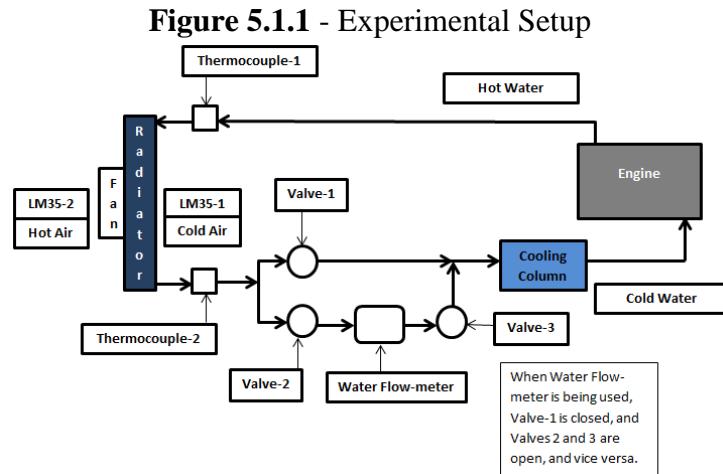 Figure 5.1.1 - Experimental Setup
Thermocouple-1
Hot Water
Radiator
Fan
Engine
LM35-2
Hot Air
LM35-1
Cold Air
Valve-1
Cooling
Column
Cold Water
Thermocouple-2
Valve-3
Valve-2
Water Flow-meter
When Water Flow-
meter is being used,
Valve-1 is closed, and
Valves 2 and 3 are
open, and vice versa.